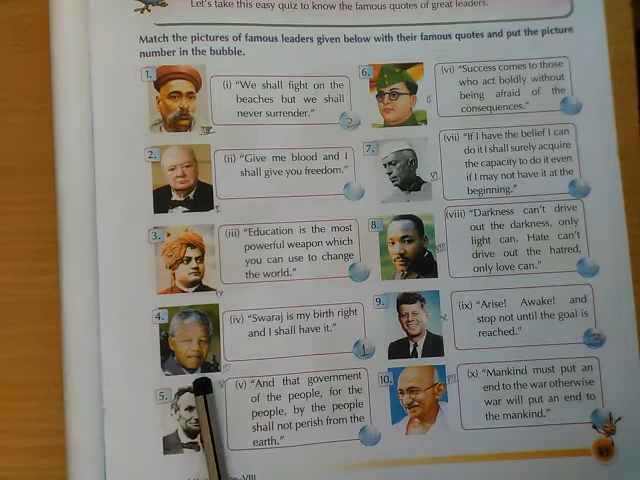 Let's take this easy quiz to know the famous quotes of great leaders.
Match the pictures of famous leaders given below with their famous quotes and put the picture
number in the bubble.
1.
(i) "We shall fight on the
beaches but we shall
never surrender."
2
2.
(ii) "Give me blood and I
shall give you freedom."
3.
(iii) "Education is the most
powerful weapon which
you can use to change
the world."
4.
(iv) "Swaraj is my birth right
and I shall have it."
1
5.
(v) "And that government
of the people, for the
people, by the people
shall not perish from the
earth."
6.
(vi) "Success comes to those
who act boldly without
being afraid of the
consequences."
7.
(vii) "If I have the belief I can
do it I shall surely acquire
the capacity to do it even
if I may not have it at the
beginning."
8.
(viii) "Darkness can't drive
out the darkness, only
light can. Hate can't
drive out the hatred,
only love can."
9.
(ix) "Arise! Awake! and
stop not until the goal is
reached."
3
10.
(x) "Mankind must put an
end to the war otherwise
war will put an end to
the mankind."
-VIII